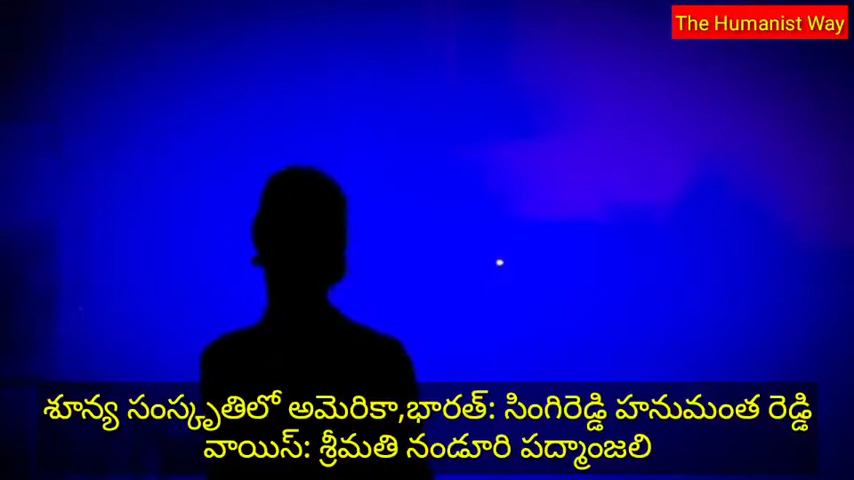 The Humanist Way
శూన్య సంస్కృతిలో అమెరికా,భారత్: సింగిరెడ్డి హనుమంత రెడ్డి
వాయిస్: శ్రీమతి నండూరి పద్మాంజలి